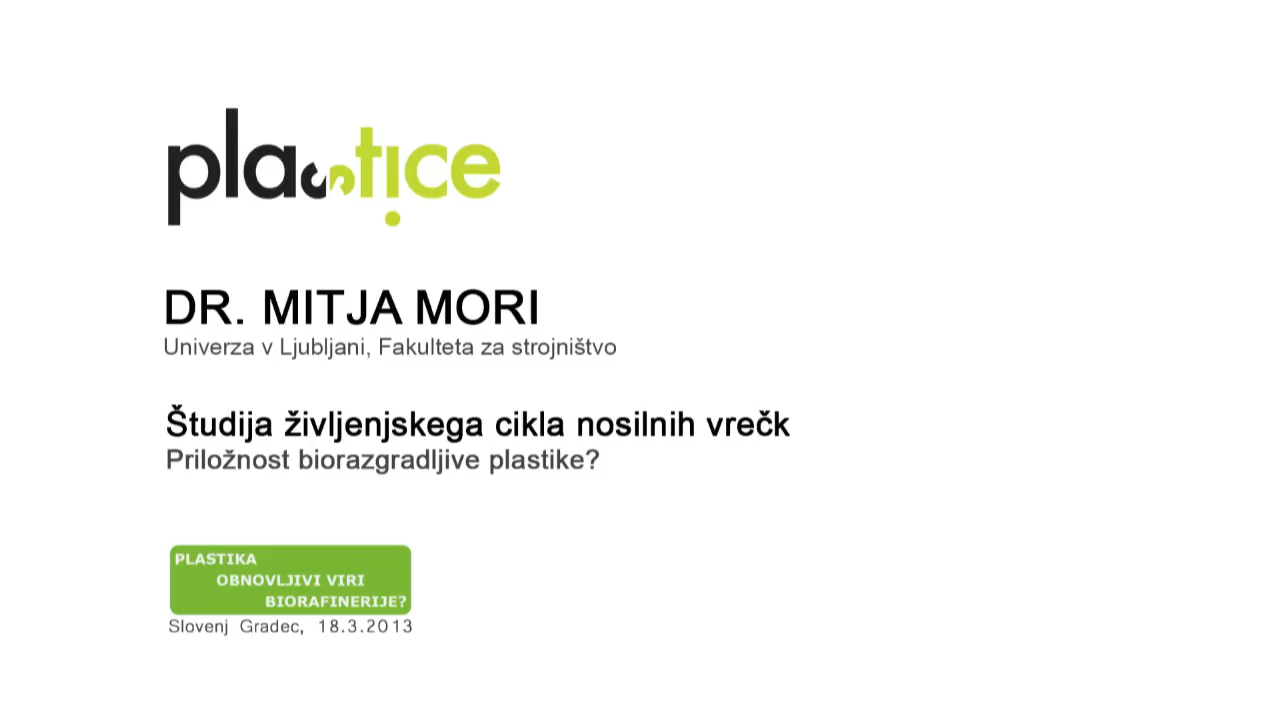 plastice
DR. MITJA MORI
Univerza v Ljubljani, Fakulteta za strojništvo
Študija življenjskega cikla nosilnih vrečk
Priložnost biorazgradljive plastike?
PLASTIKA
OBNOVLJIVI VIRI
BIORAFINERIJE?
Slovenj Gradec, 18.3.2013